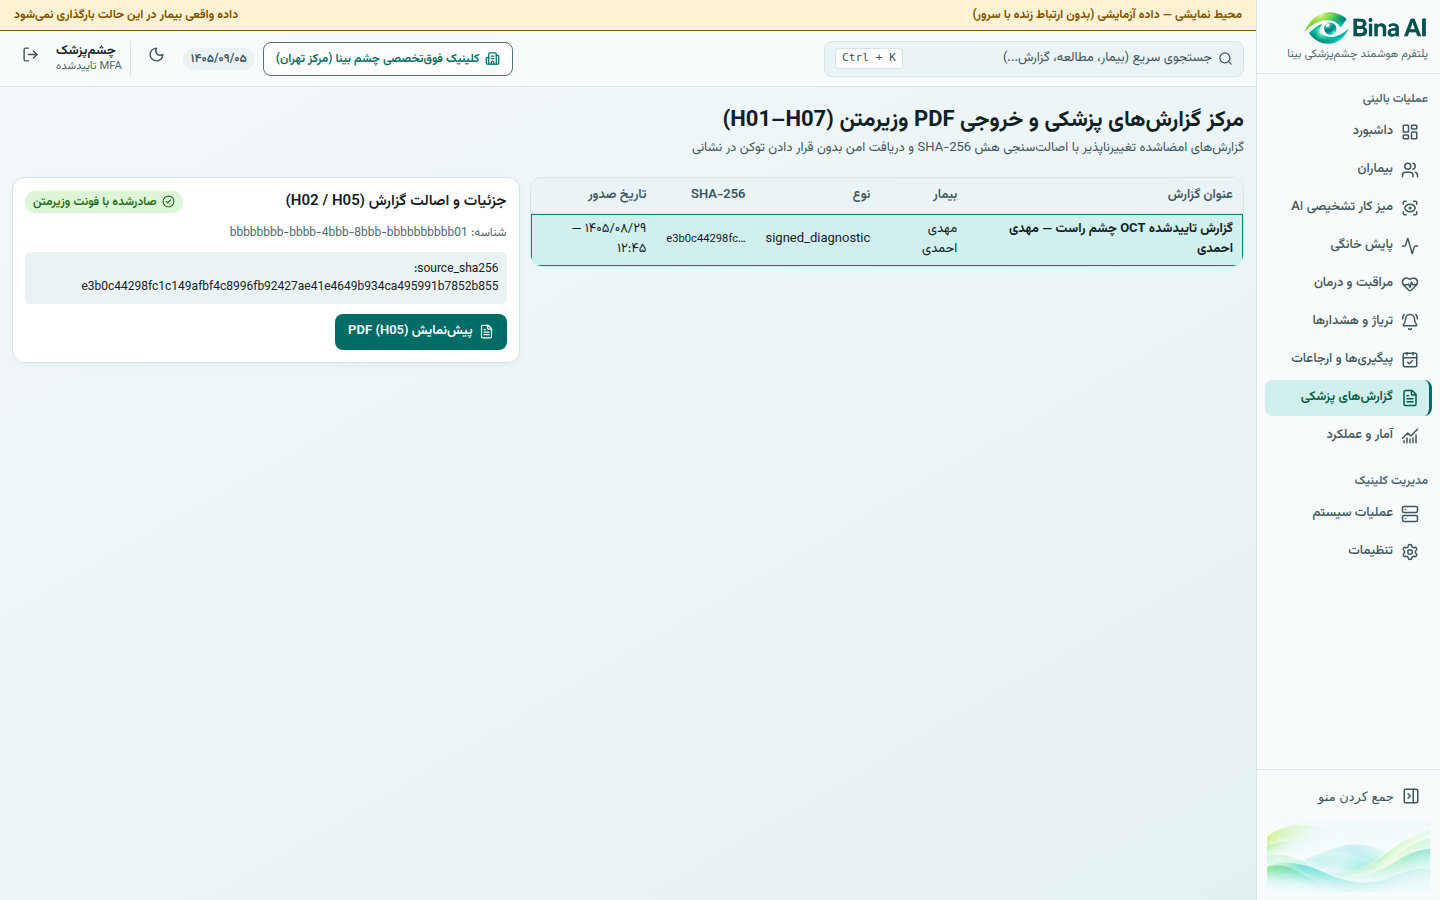 محیط نمایشی — داده آزمایشی (بدون ارتباط زنده با سرور)
داده واقعی بیمار در این حالت بارگذاری نمی‌شود
Bina AI
پلتفرم هوشمند چشم‌پزشکی بینا
جستجوی سریع (بیمار، مطالعه، گزارش...)
Ctrl + K
کلینیک فوق‌تخصصی چشم بینا (مرکز تهران)
۱۴۰۵/۰۹/۰۵
چشم‌پزشک
MFA تاییدشده
عملیات بالینی
داشبورد
بیماران
میز کار تشخیصی AI
پایش خانگی
مراقبت و درمان
تریاژ و هشدارها
پیگیری‌ها و ارجاعات
گزارش‌های پزشکی
آمار و عملکرد
مدیریت کلینیک
عملیات سیستم
تنظیمات
جمع کردن منو
مرکز گزارش‌های پزشکی و خروجی PDF وزیرمتن (H01–H07)
گزارش‌های امضاشده تغییرناپذیر با اصالت‌سنجی هش SHA-256 و دریافت امن بدون قرار دادن توکن در نشانی
عنوان گزارش بیمار نوع SHA-256 تاریخ صدور
گزارش تاییدشده OCT چشم راست — مهدی احمدی
مهدی احمدی
signed_diagnostic
e3b0c44298fc...
۱۴۰۵/۰۸/۲۹ — ۱۲:۴۵
جزئیات و اصالت گزارش (H02 / H05)
صادرشده با فونت وزیرمتن
شناسه: bbbbbbbb-bbbb-4bbb-8bbb-bbbbbbbbbb01
source_sha256:
e3b0c44298fc1c149afbf4c8996fb92427ae41e4649b934ca495991b7852b855
پیش‌نمایش PDF (H05)